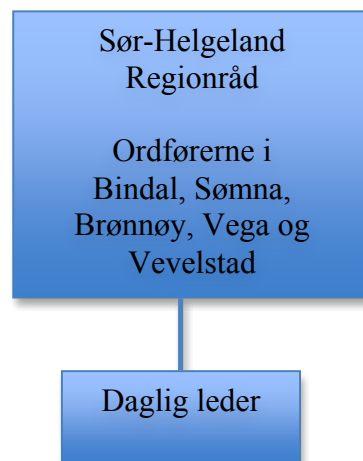 Sør-Helgeland
Regionråd
Ordførerne i
Bindal, Sømna,
Brønnøy, Vega og
Vevelstad
Daglig leder